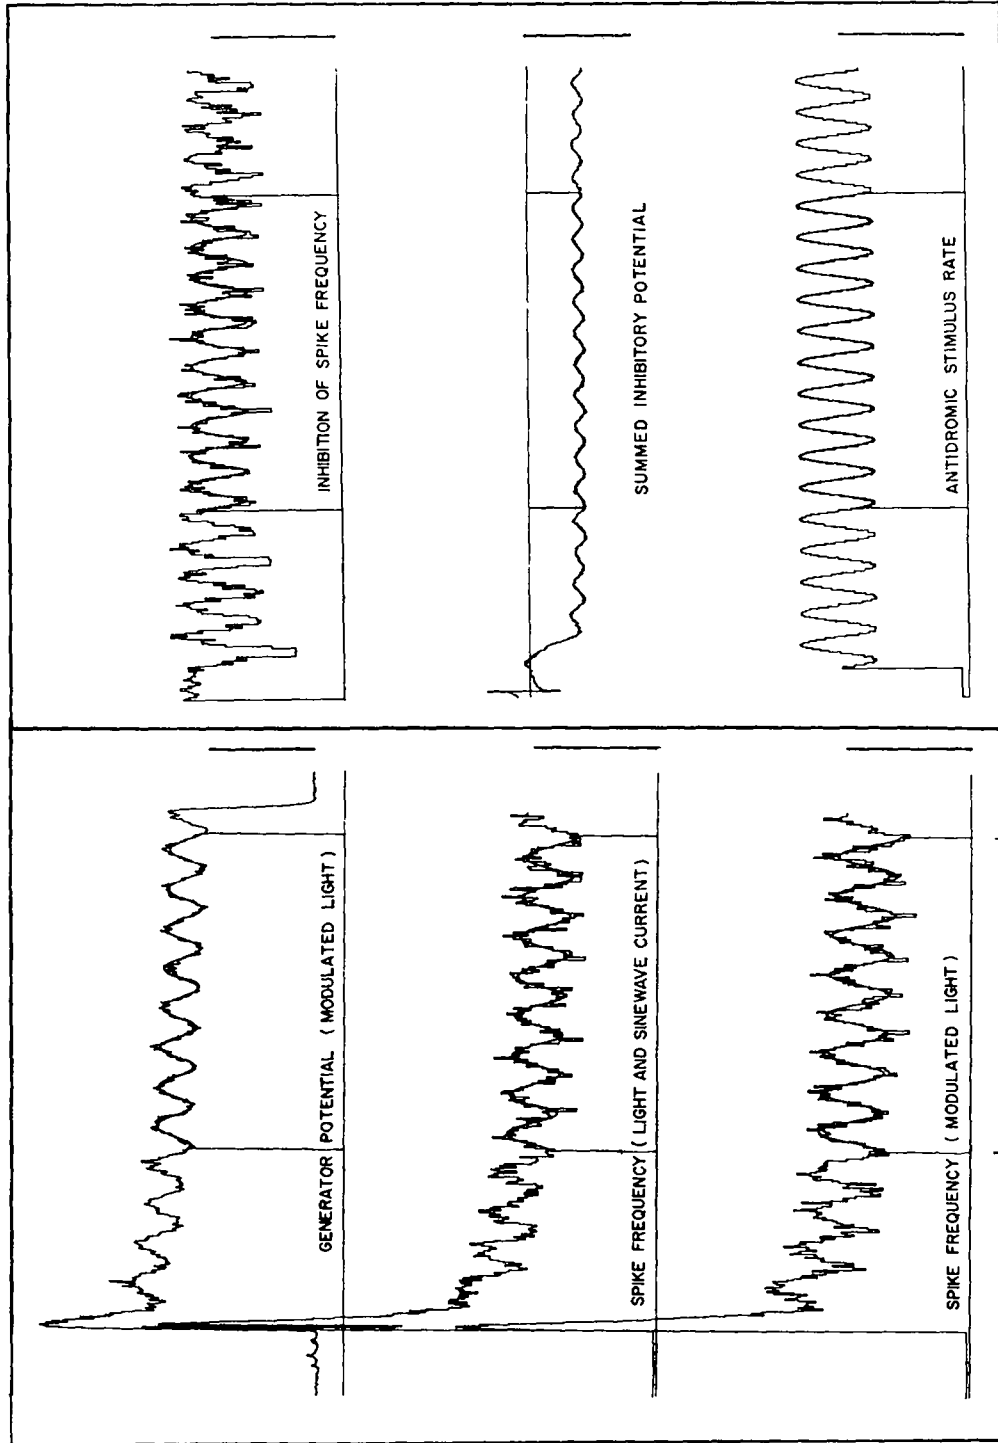 GENERATOR POTENTIAL ( MODULATED LIGHT )
SPIKE FREQUENCY ( LIGHT AND SINEWAVE CURRENT )
SPIKE FREQUENCY ( MODULATED LIGHT )
INHIBITION OF SPIKE FREQUENCY
SUMMED INHIBITORY POTENTIAL
ANTIDROMIC STIMULUS RATE